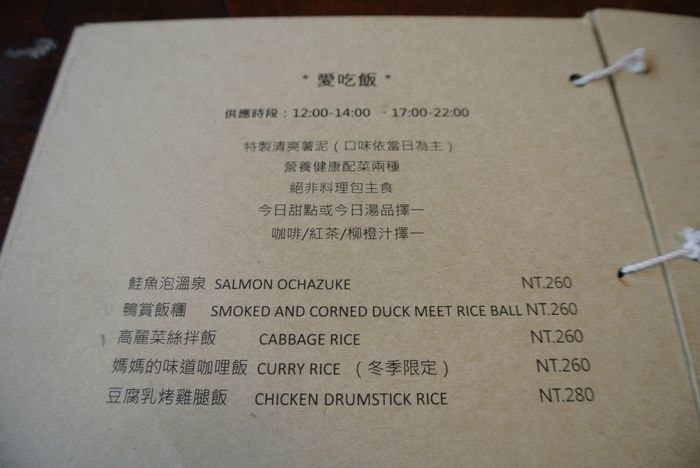 *愛吃飯*
供應時段：12:00-14:00 、17:00-22:00
特製清爽薯泥（口味依當日為主）
營養健康配菜兩種
絕非料理包主食
今日甜點或今日湯品擇一
咖啡/紅茶/柳橙汁擇一
鮭魚泡溫泉 SALMON OCHAZUKE NT.260
鴨賞飯糰 SMOKED AND CORNED DUCK MEET RICE BALL NT.260
高麗菜絲拌飯 CABBAGE RICE NT.260
媽媽的味道咖哩飯 CURRY RICE （冬季限定） NT.260
豆腐乳烤雞腿飯 CHICKEN DRUMSTICK RICE NT.280